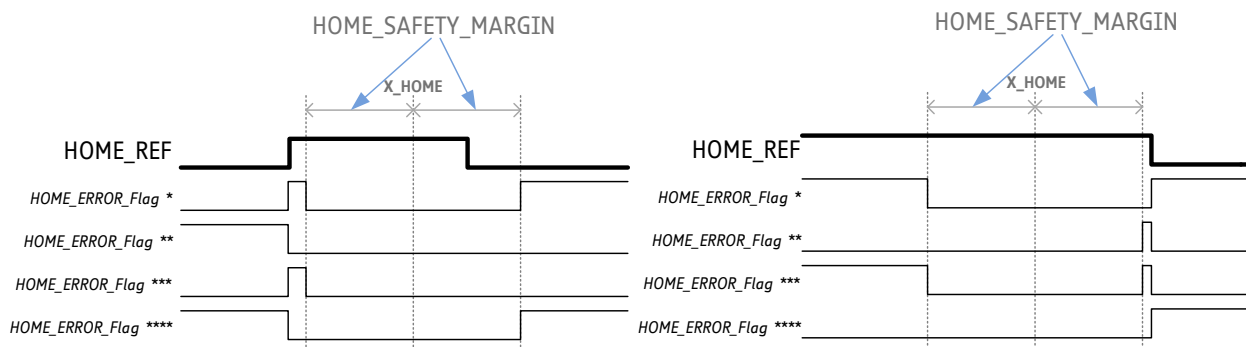 HOME_SAFETY_MARGIN
X_HOME
HOME_REF
HOME_ERROR_Flag *
HOME_ERROR_Flag **
HOME_ERROR_Flag ***
HOME_ERROR_Flag ****
HOME_SAFETY_MARGIN
X_HOME
HOME_REF
HOME_ERROR_Flag *
HOME_ERROR_Flag **
HOME_ERROR_Flag ***
HOME_ERROR_Flag ****